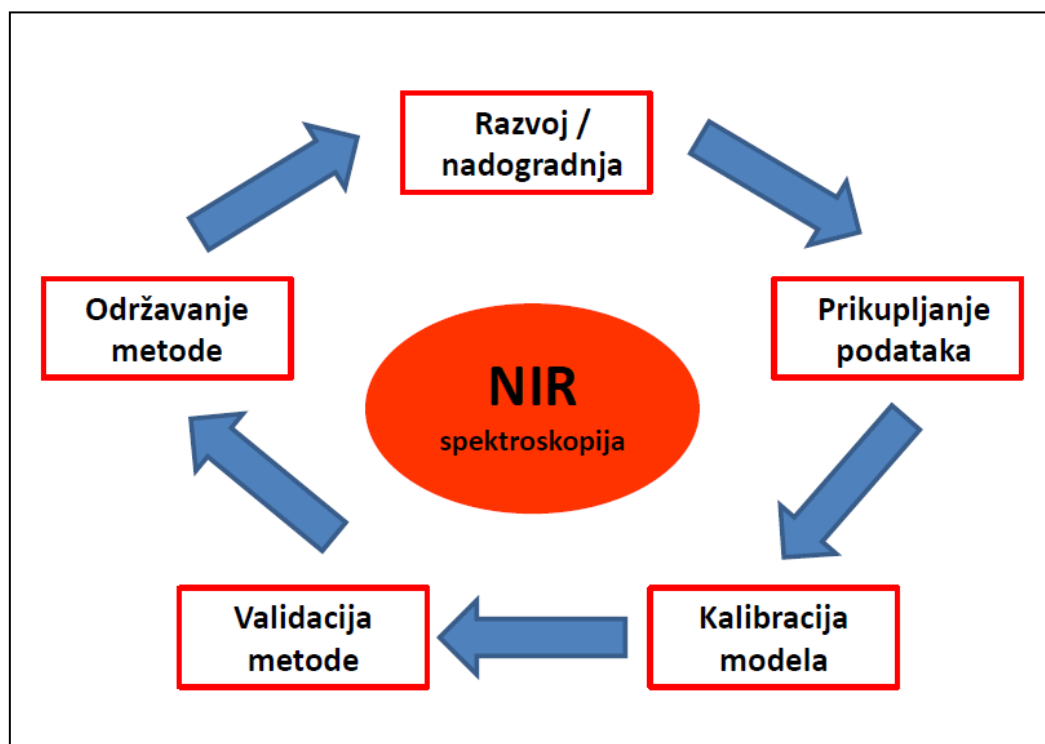 Razvoj /
nadogradnja
Prikupljanje
podataka
Kalibracija
modela
Validacija
metode
Održavanje
metode
NIR
spektroskopija